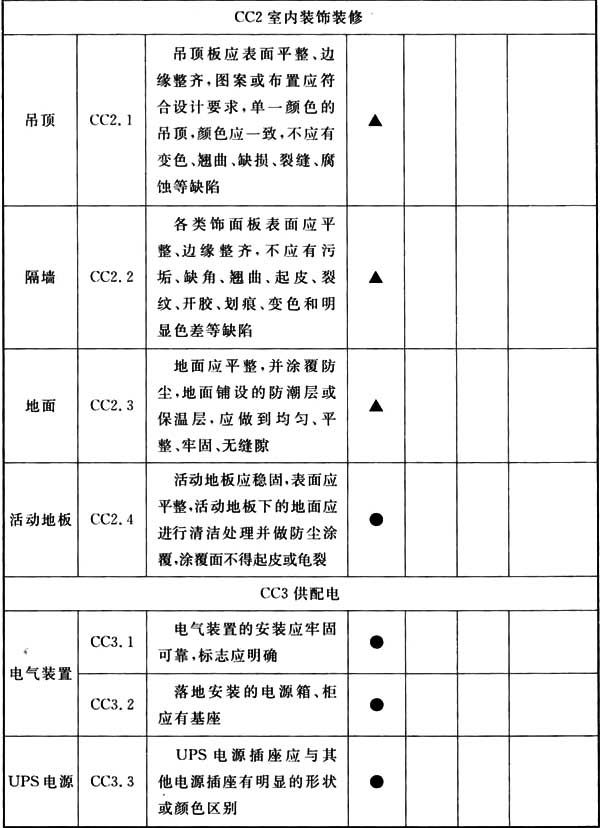 CC2 室内装饰装修
吊顶板应表面平整、边
缘整齐,图案或布置应符
合设计要求,单一颜色的
吊顶 CC2.1 吊顶,颜色应一致,不应有 ▲
变色、翘曲、缺损、裂缝、腐
蚀等缺陷
各类饰面板表面应平
整、边缘整齐,不应有污
隔墙 CC2.2 垢、缺角、翘曲、起皮、裂 ▲
纹、开胶、划痕、变色和明
显色差等缺陷
地面应平整,并涂覆防
尘,地面铺设的防潮层或
地面 CC2.3 保温层,应做到均匀、平 ▲
整、牢固、无缝隙
活动地板应稳固,表面应
平整,活动地板下的地面应
活动地板 CC2.4 进行清洁处理并做防尘涂 ●
覆,涂覆面不得起皮或龟裂
CC3 供配电
电气装置
CC3.1 电气装置的安装应牢固 ●
可靠,标志应明确
CC3.2 落地安装的电源箱、柜 ●
应有基座
UPS 电源插座应与其
UPS 电源 CC3.3 他电源插座有明显的形状 ●
或颜色区别